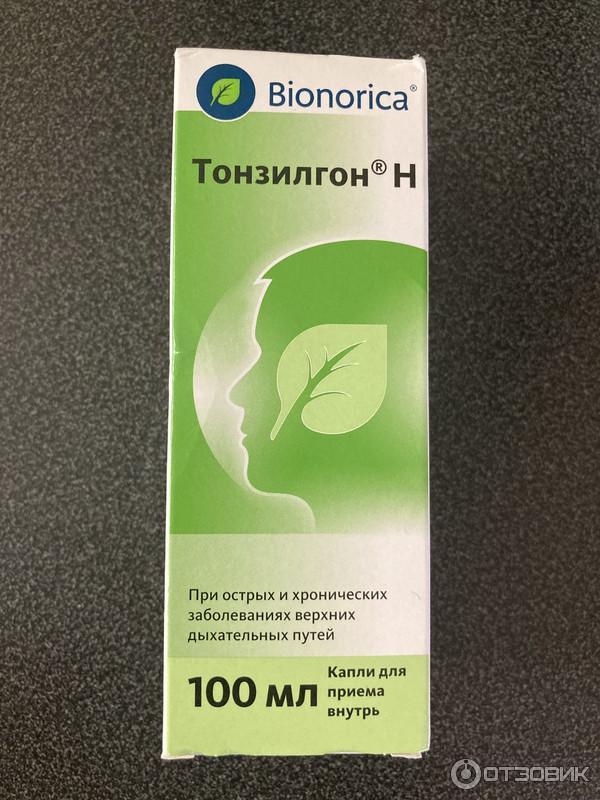 Bionorica®
Тонзилгон® Н
При острых и хронических
заболеваниях верхних
дыхательных путей
100 мл
Капли для
приема
внутрь
ОТЗОВИК